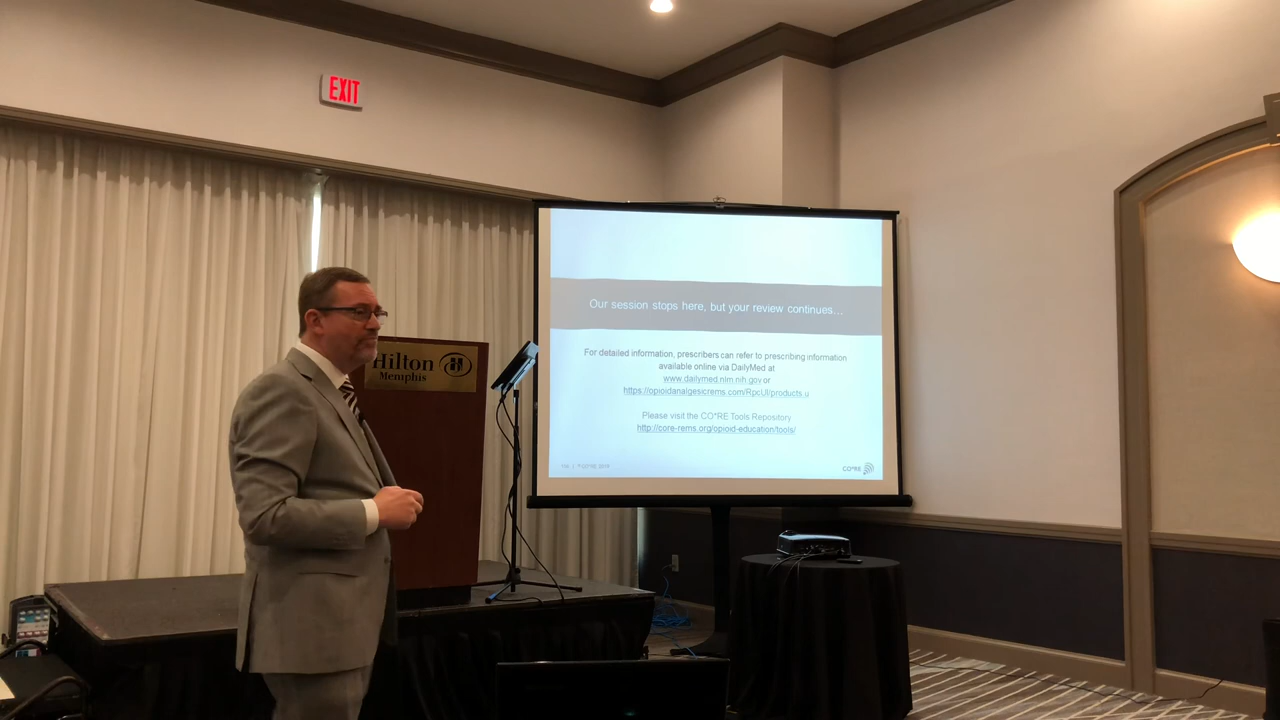 EXIT
Hilton
Memphis
Our session stops here, but your review continues…
For detailed information, prescribers can refer to prescribing information
available online via DailyMed at
www.dailymed.nlm.nih.gov or
https://opioidanalgesicrems.com/RpcUI/products.u
Please visit the CO*RE Tools Repository
http://core-rems.org/opioid-education/tools/
CO*RE